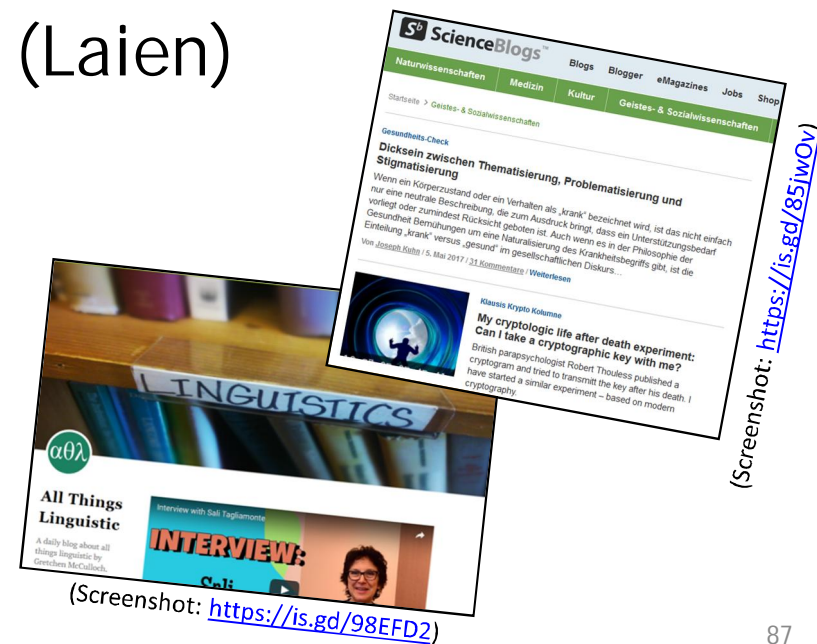 (Laien)
Sb ScienceBlogs™
Blogs Blogger eMagazines Jobs Shop
Naturwissenschaften Medizin Kultur Geistes- & Sozialwissenschaften
Startseite > Geistes- & Sozialwissenschaften
Gesundheits-Check
Dicksein zwischen Thematisierung, Problematisierung und
Stigmatisierung
Wenn ein Körperzustand oder ein Verhalten als „krank“ bezeichnet wird, ist das nicht einfach
nur eine neutrale Beschreibung, die zum Ausdruck bringt, dass ein Unterstützungsbedarf
vorliegt oder zumindest Rücksicht geboten ist. Auch wenn es in der Philosophie der
Gesundheit Bemühungen um eine Naturalisierung des Krankheitsbegriffs gibt, ist die
Einteilung „krank“ versus „gesund“ im gesellschaftlichen Diskurs…
Von Joseph Kuhn / 5. Mai 2017 / 31 Kommentare / Weiterlesen
Klausis Krypto Kolumne
My cryptologic life after death experiment:
Can I take a cryptographic key with me?
British parapsychologist Robert Thouless published a
cryptogram and tried to transmitt the key after his death. I
have started a similar experiment – based on modern
cryptography.
(Screenshot: https://is.gd/85jwOv)
LINGUISTICS
αθλ
All Things
Linguistic
A daily blog about all
things linguistic by
Gretchen McCulloch.
Interview with Sali Tagliamonte
INTERVIEW:
Sali
(Screenshot: https://is.gd/98EFD2)
87